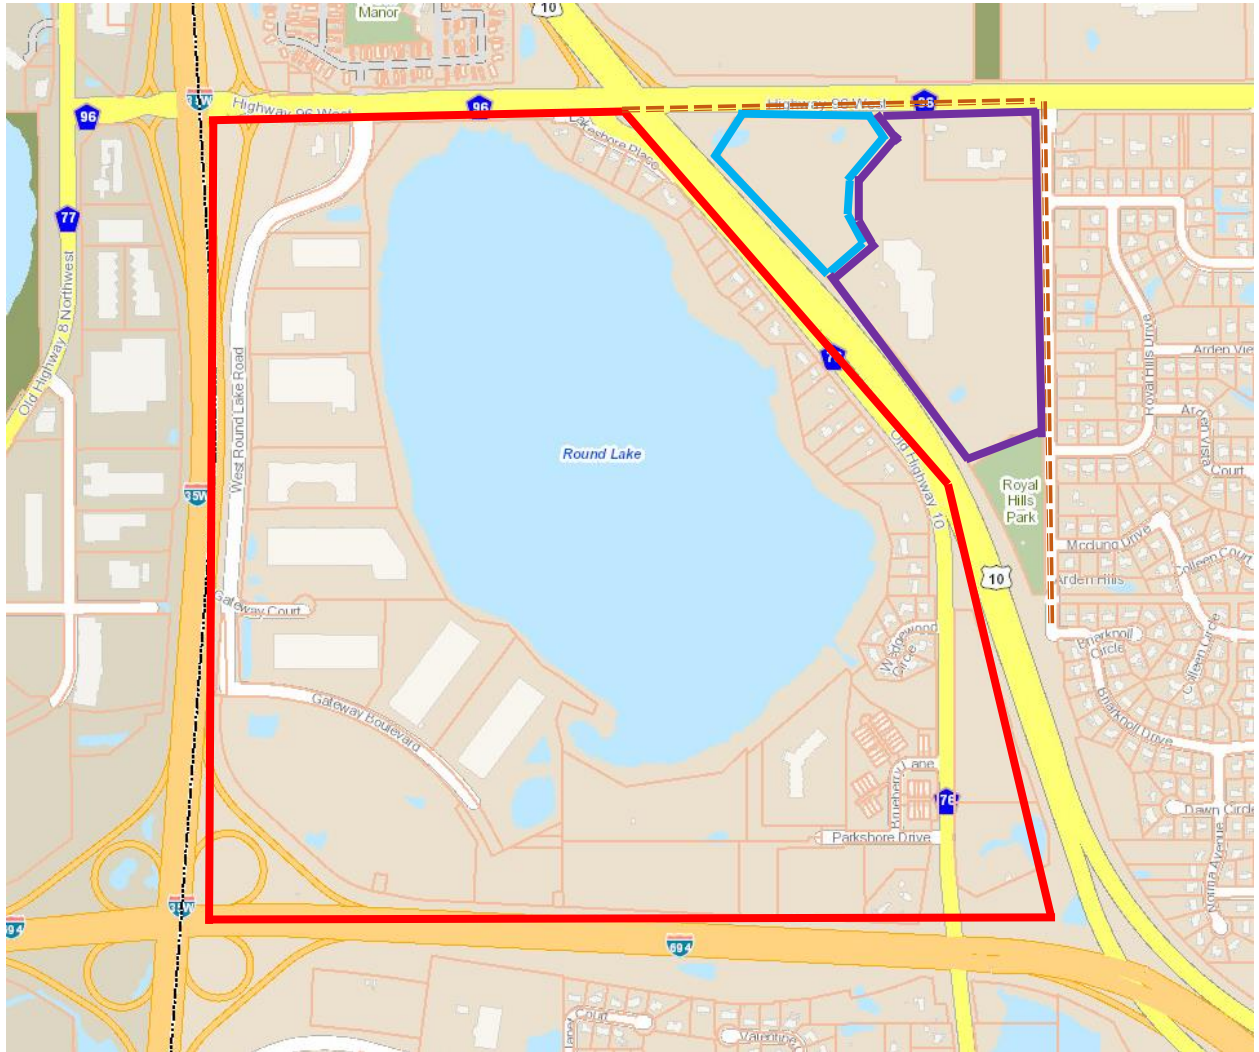 Manor
10
35W
Highway 96 West
96
96
Highway 96 West
96
Lakeshore Place
77
Old Highway 8 Northwest
West Round Lake Road
Round Lake
Royal Hills Drive
Arden View
Arden Vista
Court
35W
Old Highway 10
Royal
Hills
Park
Mcclung Drive
Colleen Court
10
Arden Hills
Gateway Court
Wedgewood
Circle
Briarknoll
Circle
Colleen Circle
Briarknoll Drive
Gateway Boulevard
Blueberry Lane
76
Parkshore Drive
Dawn Circle
Norma Avenue
35W
694
694
Court
Valentine